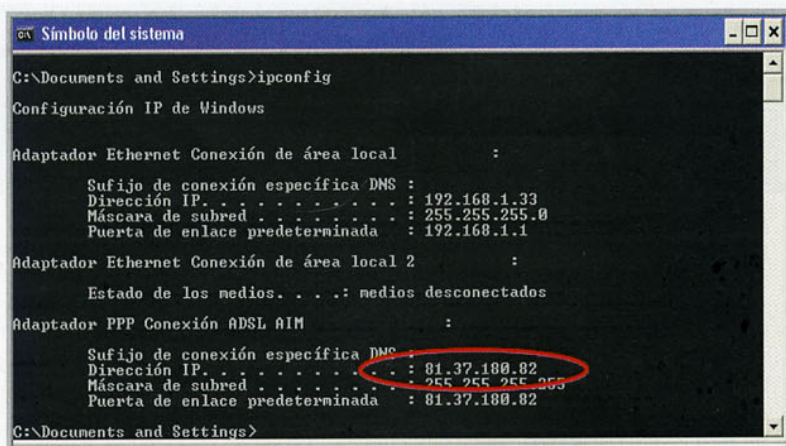 Símbolo del sistema
C:\Documents and Settings>ipconfig
Configuración IP de Windows
Adaptador Ethernet Conexión de área local          :
Sufijo de conexión específica DNS :
Dirección IP. . . . . . . . . . . : 192.168.1.33
Máscara de subred . . . . . . . . : 255.255.255.0
Puerta de enlace predeterminada   : 192.168.1.1
Adaptador Ethernet Conexión de área local 2          :
Estado de los medios. . . .: medios desconectados
Adaptador PPP Conexión ADSL AIM          :
Sufijo de conexión específica DNS :
Dirección IP. . . . . . . . . . . : 81.37.180.82
Máscara de subred . . . . . . . . : 255.255.255.255
Puerta de enlace predeterminada   : 81.37.180.82
C:\Documents and Settings>